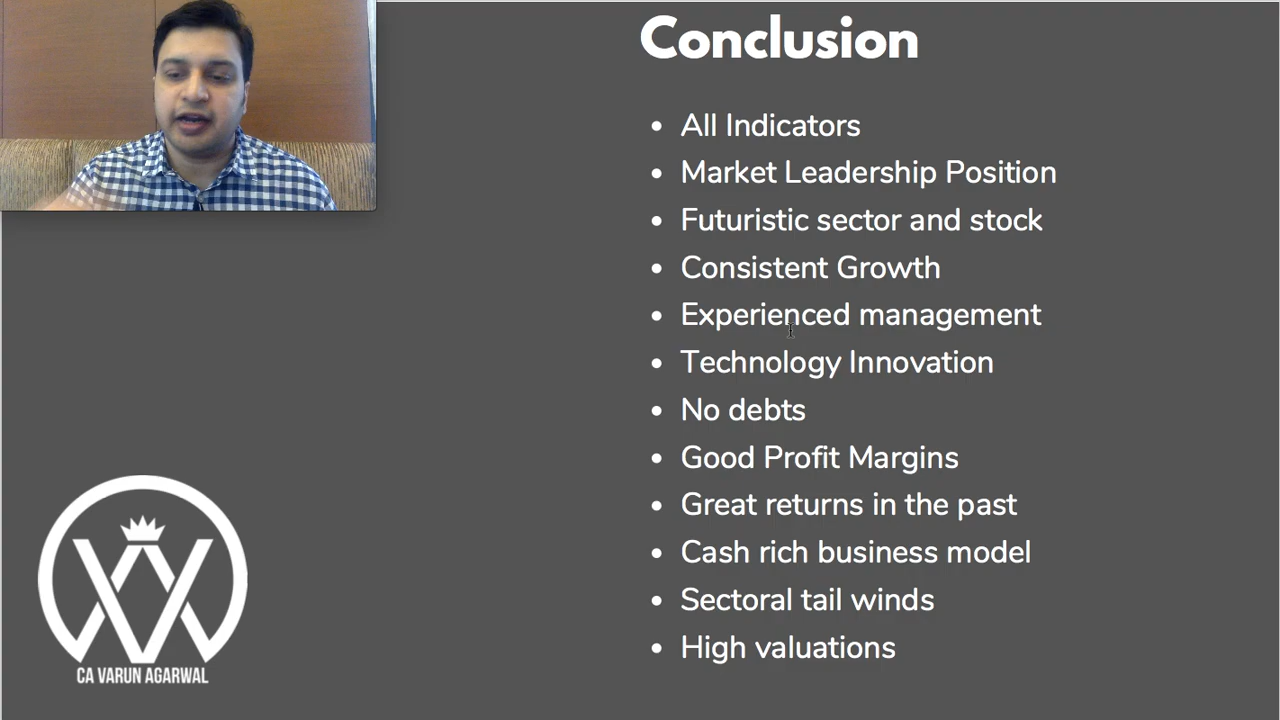 Conclusion
• All Indicators
• Market Leadership Position
• Futuristic sector and stock
• Consistent Growth
• Experienced management
• Technology Innovation
• No debts
• Good Profit Margins
• Great returns in the past
• Cash rich business model
• Sectoral tail winds
• High valuations
CA VARUN AGARWAL